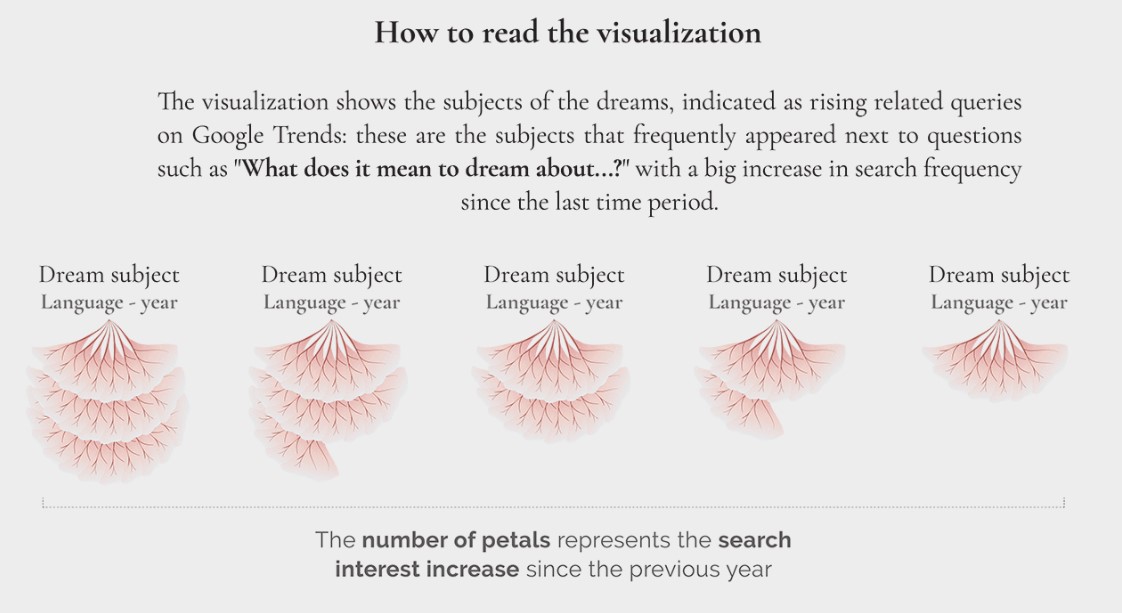 How to read the visualization
The visualization shows the subjects of the dreams, indicated as rising related queries
on Google Trends: these are the subjects that frequently appeared next to questions
such as "What does it mean to dream about...?" with a big increase in search frequency
since the last time period.
Dream subject
Language - year
Dream subject
Language - year
Dream subject
Language - year
Dream subject
Language - year
Dream subject
Language - year
The number of petals represents the search
interest increase since the previous year